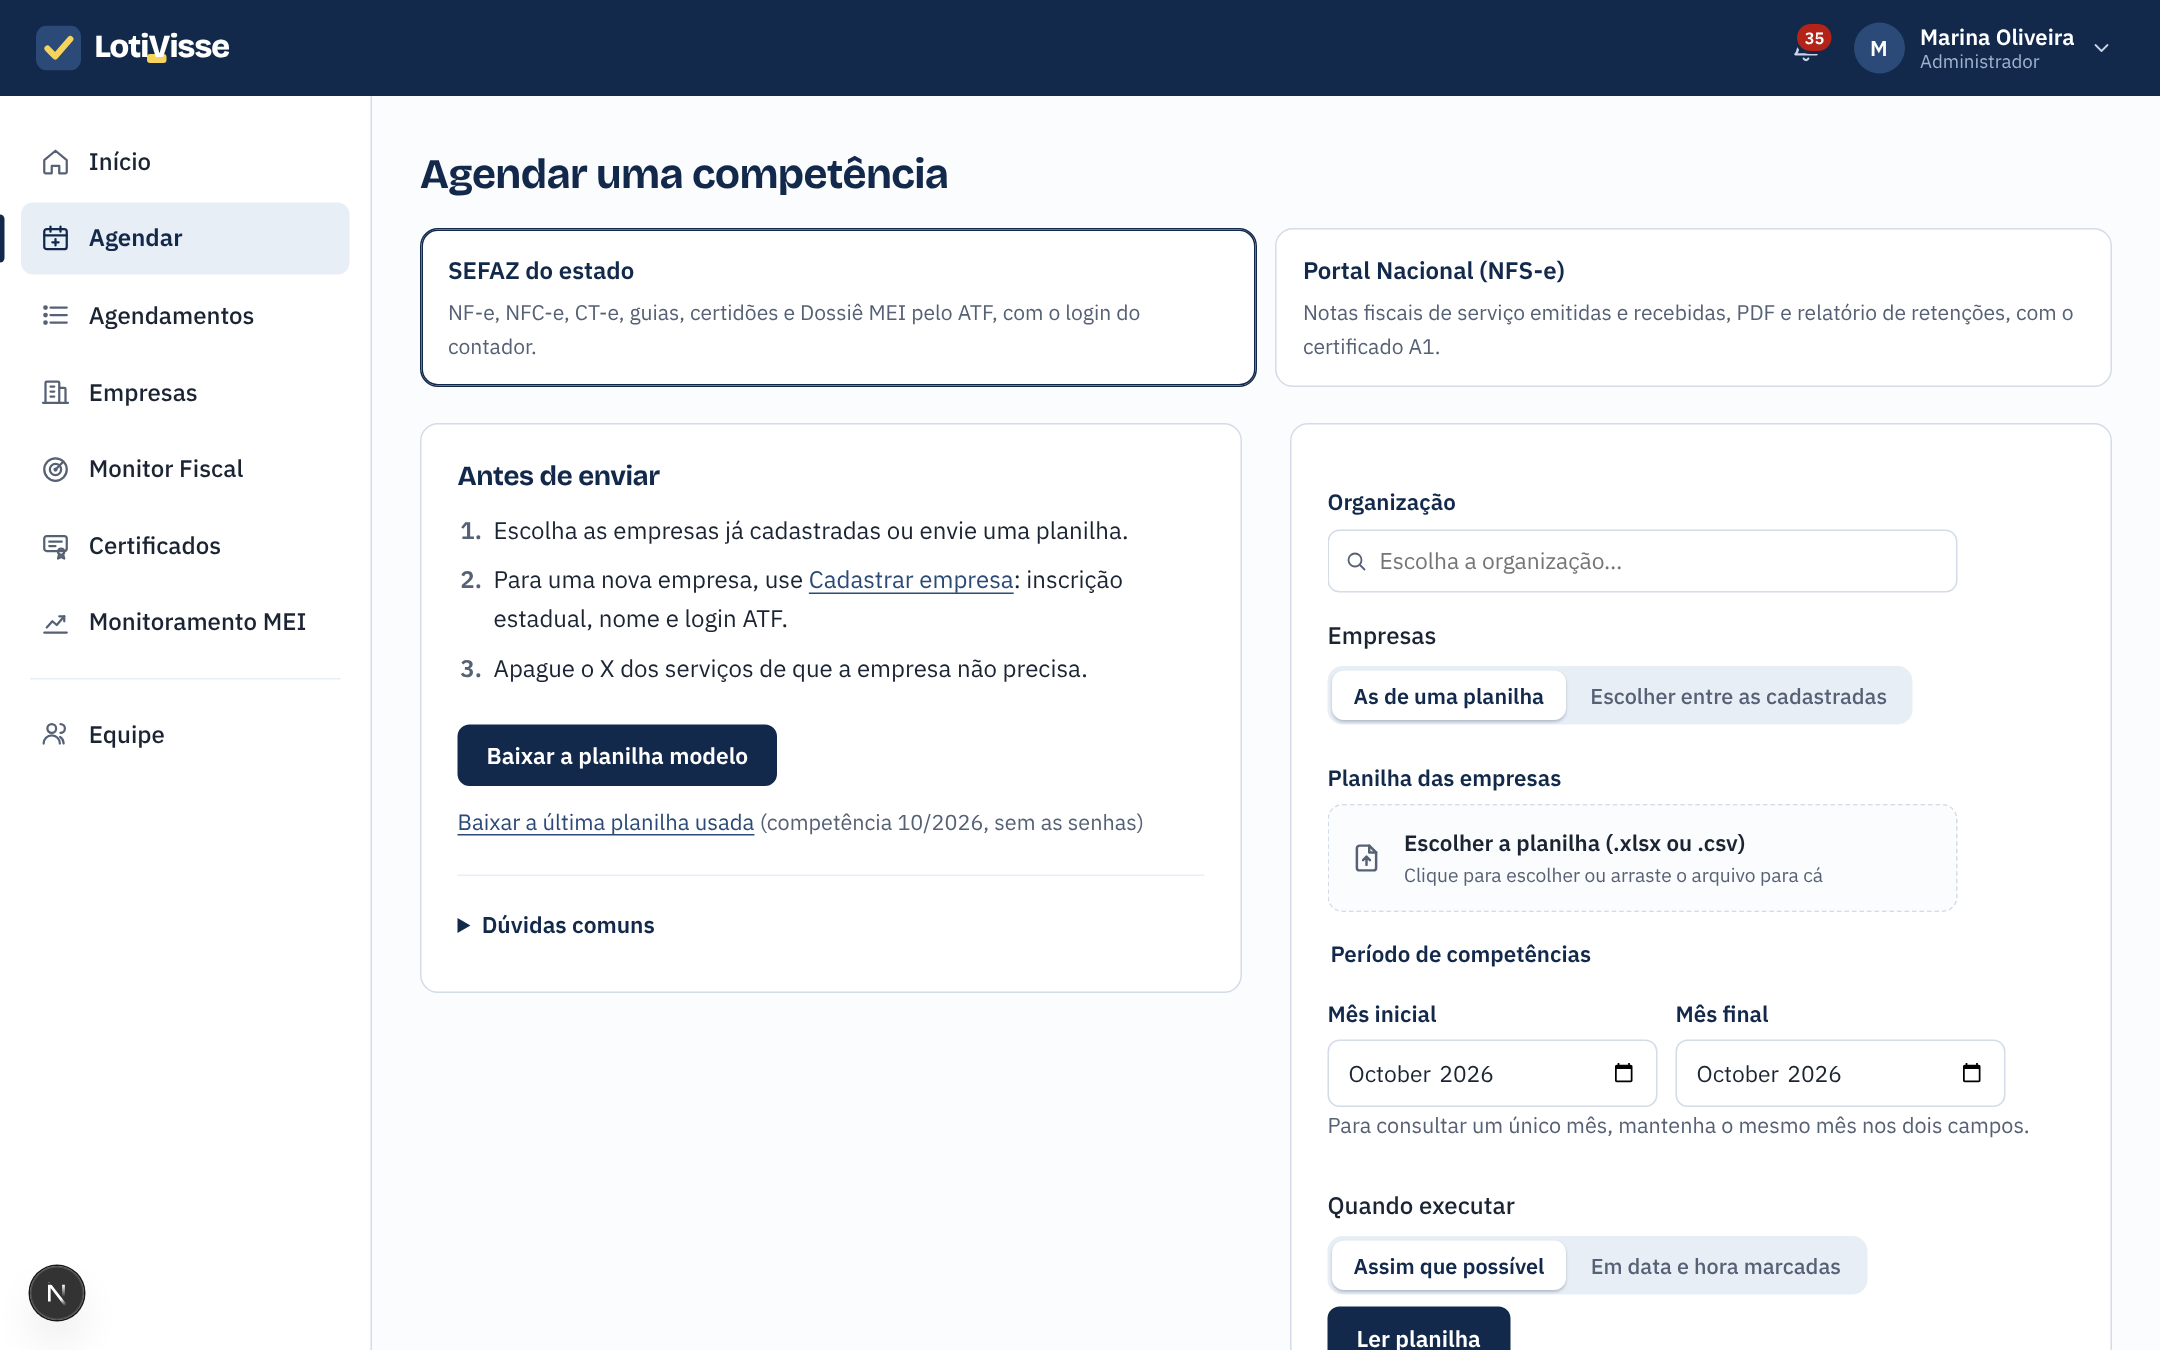 LotiVisse
35
M
Marina Oliveira
Administrador
Início
Agendar
Agendamentos
Empresas
Monitor Fiscal
Certificados
Monitoramento MEI
Equipe
N
Agendar uma competência
SEFAZ do estado
NF-e, NFC-e, CT-e, guias, certidões e Dossiê MEI pelo ATF, com o login do
contador.
Portal Nacional (NFS-e)
Notas fiscais de serviço emitidas e recebidas, PDF e relatório de retenções, com o
certificado A1.
Antes de enviar
1. Escolha as empresas já cadastradas ou envie uma planilha.
2. Para uma nova empresa, use Cadastrar empresa: inscrição
estadual, nome e login ATF.
3. Apague o X dos serviços de que a empresa não precisa.
Baixar a planilha modelo
Baixar a última planilha usada (competência 10/2026, sem as senhas)
Dúvidas comuns
Organização
Escolha a organização...
Empresas
As de uma planilha
Escolher entre as cadastradas
Planilha das empresas
Escolher a planilha (.xlsx ou .csv)
Clique para escolher ou arraste o arquivo para cá
Período de competências
Mês inicial
Mês final
October 2026
October 2026
Para consultar um único mês, mantenha o mesmo mês nos dois campos.
Quando executar
Assim que possível
Em data e hora marcadas
Ler planilha